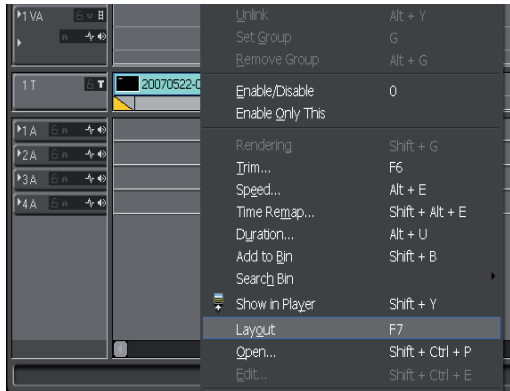 1 VA
Unlink Alt + Y
Set Group G
Remove Group Alt + G
1 T T 20070522-0
Enable/Disable 0
Enable Only This
1 A
Rendering Shift + G
2 A
Trim... F6
3 A
Speed... Alt + E
4 A
Time Remap... Shift + Alt + E
Duration... Alt + U
Add to Bin Shift + B
Search Bin
Show in Player Shift + Y
Layout F7
Open... Shift + Ctrl + P
Edit... Shift + Ctrl + E